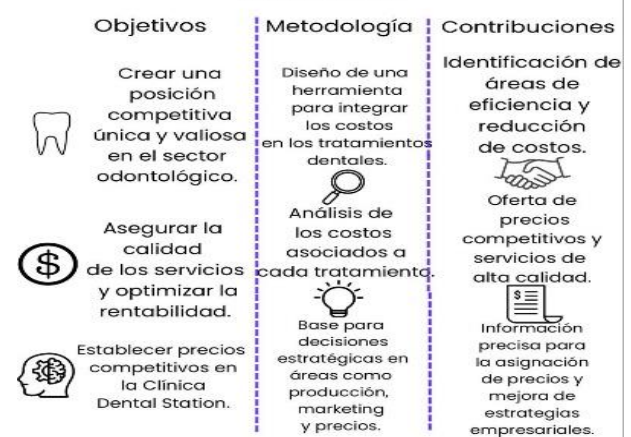 Objetivos
Crear una
posición
competitiva
única y valiosa
en el sector
odontológico.
Asegurar la
calidad
de los servicios
y optimizar la
rentabilidad.
Establecer precios
competitivos en
la Clínica
Dental Station.
Metodología
Diseño de una
herramienta
para integrar
los costos
en los tratamientos
dentales.
Análisis de
los costos
asociados a
cada tratamiento.
Base para
decisiones
estratégicas en
áreas como
producción,
marketing
y precios.
Contribuciones
Identificación de
áreas de
eficiencia y
reducción
de costos.
Oferta de
precios
competitivos y
servicios de
alta calidad.
Información
precisa para
la asignación
de precios y
mejora de
estrategias
empresariales.